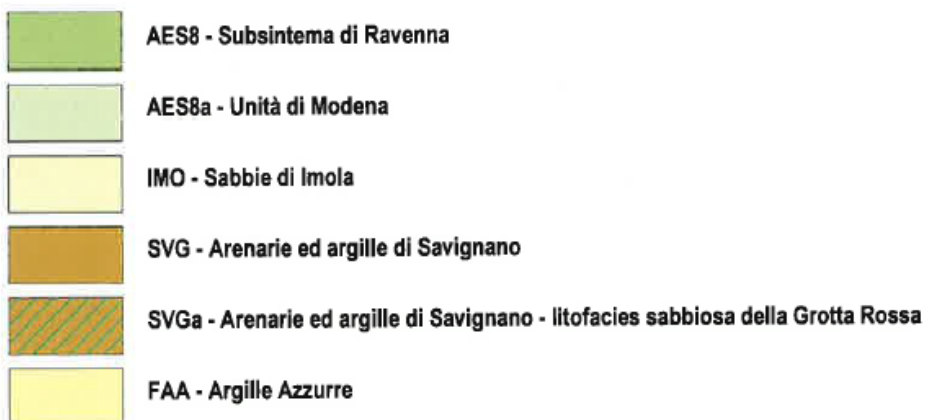 AES8 - Subsintema di Ravenna
AES8a - Unità di Modena
IMO - Sabbie di Imola
SVG - Arenarie ed argille di Savignano
SVGa - Arenarie ed argille di Savignano - litofacies sabbiosa della Grotta Rossa
FAA - Argille Azzurre